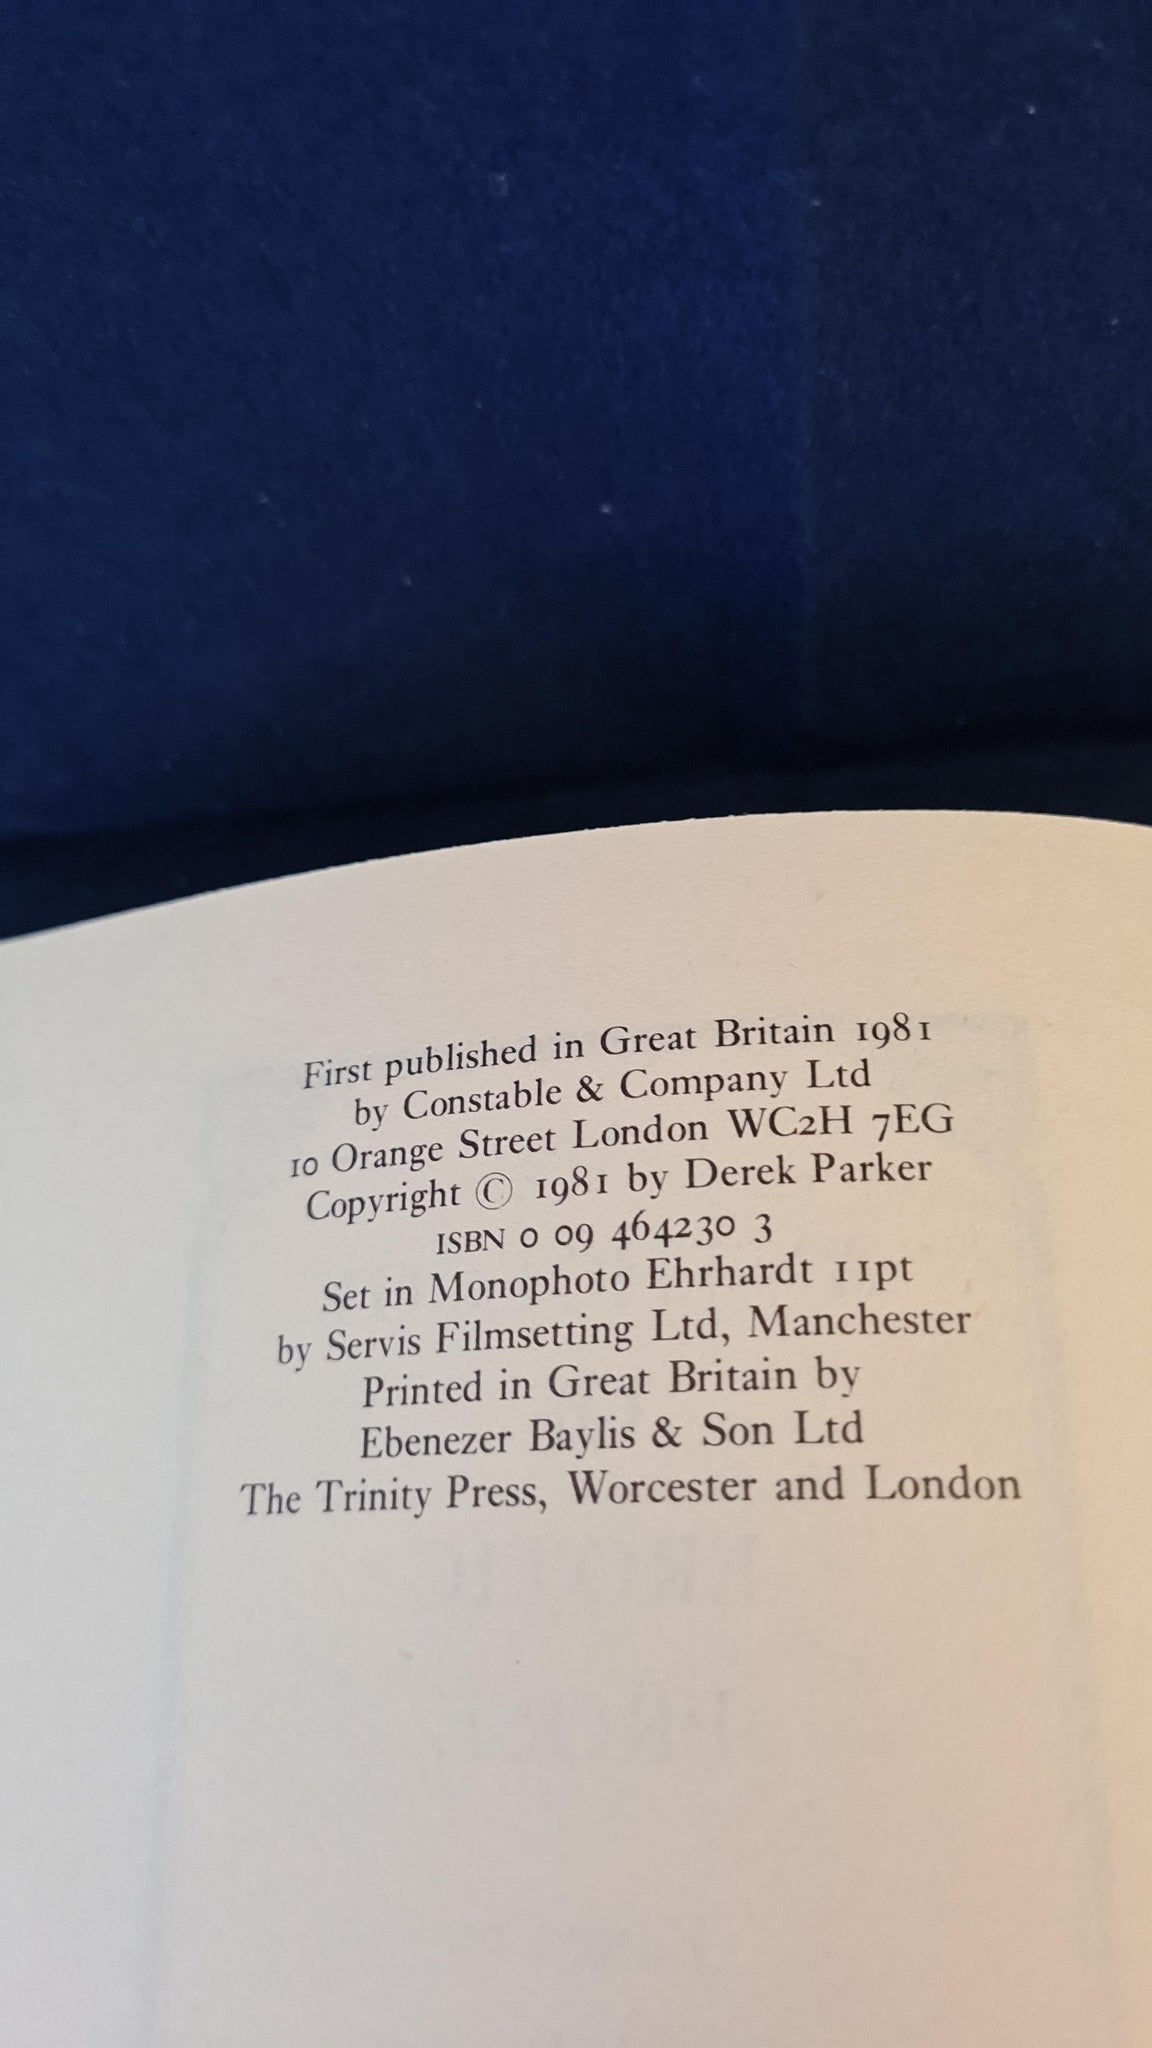 First published in Great Britain 1981
by Constable & Company Ltd
10 Orange Street London WC2H 7EG
Copyright © 1981 by Derek Parker
ISBN 0 09 464230 3
Set in Monophoto Ehrhardt 11pt
by Servis Filmsetting Ltd, Manchester
Printed in Great Britain by
Ebenezer Baylis & Son Ltd
The Trinity Press, Worcester and London